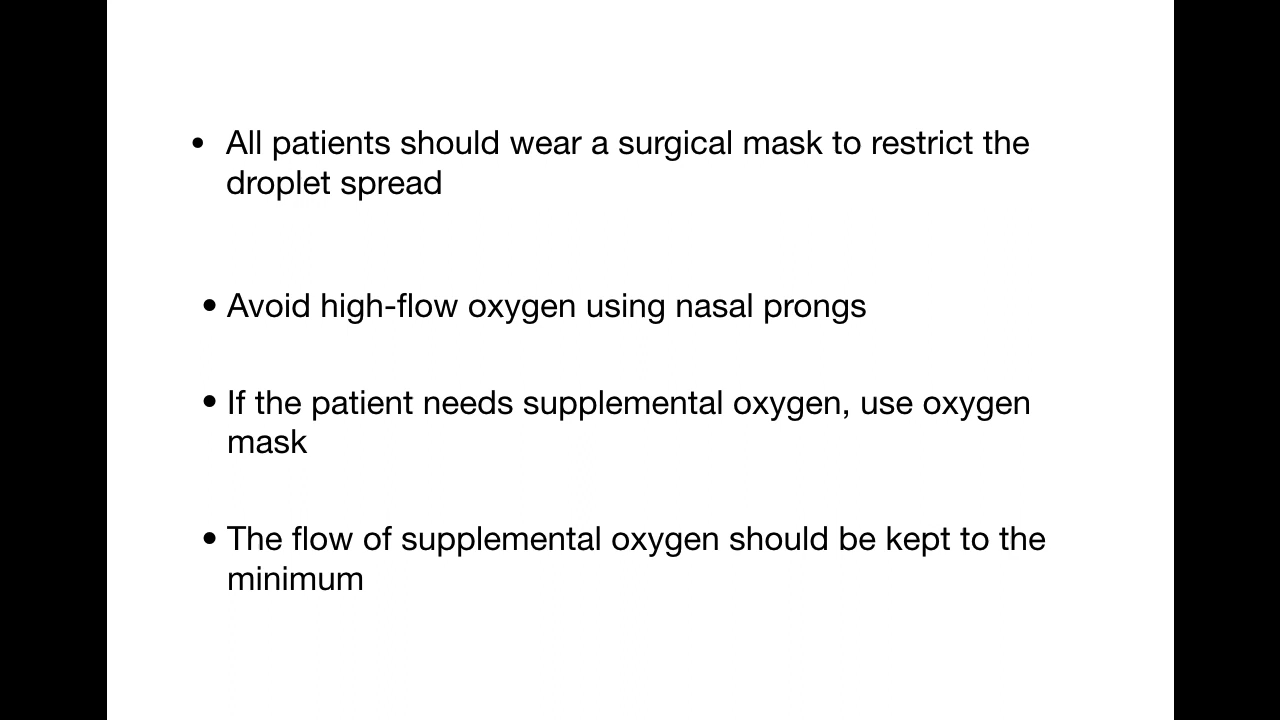 • All patients should wear a surgical mask to restrict the
droplet spread
• Avoid high-flow oxygen using nasal prongs
• If the patient needs supplemental oxygen, use oxygen
mask
• The flow of supplemental oxygen should be kept to the
minimum